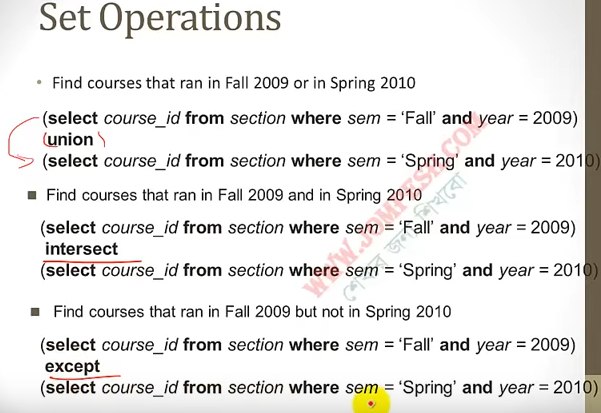 Set Operations
• Find courses that ran in Fall 2009 or in Spring 2010
(select course_id from section where sem = ‘Fall’ and year = 2009)
(union)
(select course_id from section where sem = ‘Spring’ and year = 2010)
■ Find courses that ran in Fall 2009 and in Spring 2010
(select course_id from section where sem = ‘Fall’ and year = 2009)
intersect
(select course_id from section where sem = ‘Spring’ and year = 2010)
■ Find courses that ran in Fall 2009 but not in Spring 2010
(select course_id from section where sem = ‘Fall’ and year = 2009)
except
(select course_id from section where sem = ‘Spring’ and year = 2010)
WWW.JOMPESH.COM
শেখার জন্য শিখবো